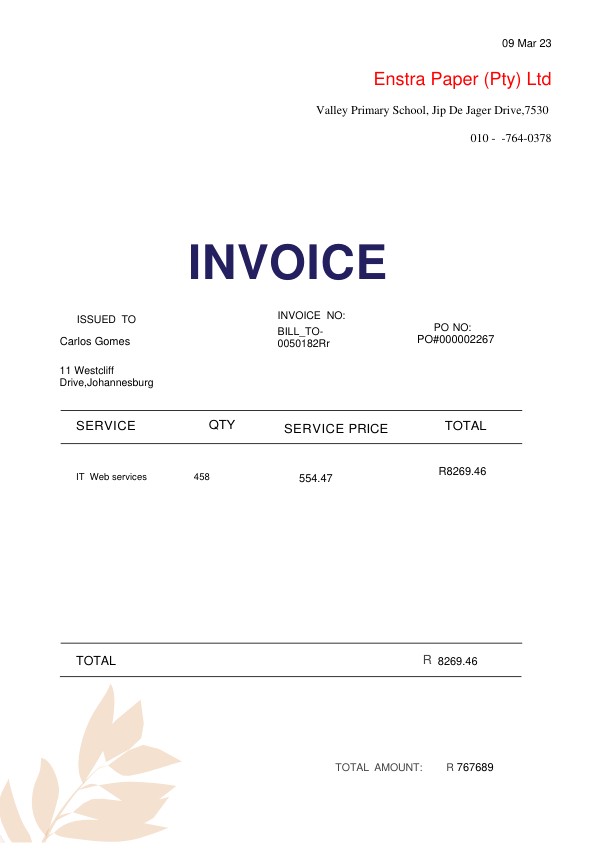 09 Mar 23
Enstra Paper (Pty) Ltd
Valley Primary School, Jip De Jager Drive,7530
010 -  -764-0378
INVOICE
ISSUED TO
Carlos Gomes
11 Westcliff
Drive,Johannesburg
INVOICE NO:
BILL_TO-
0050182Rr
PO NO:
PO#000002267
SERVICE QTY SERVICE PRICE TOTAL
IT Web services 458 554.47 R8269.46
TOTAL R 8269.46
TOTAL AMOUNT: R 767689